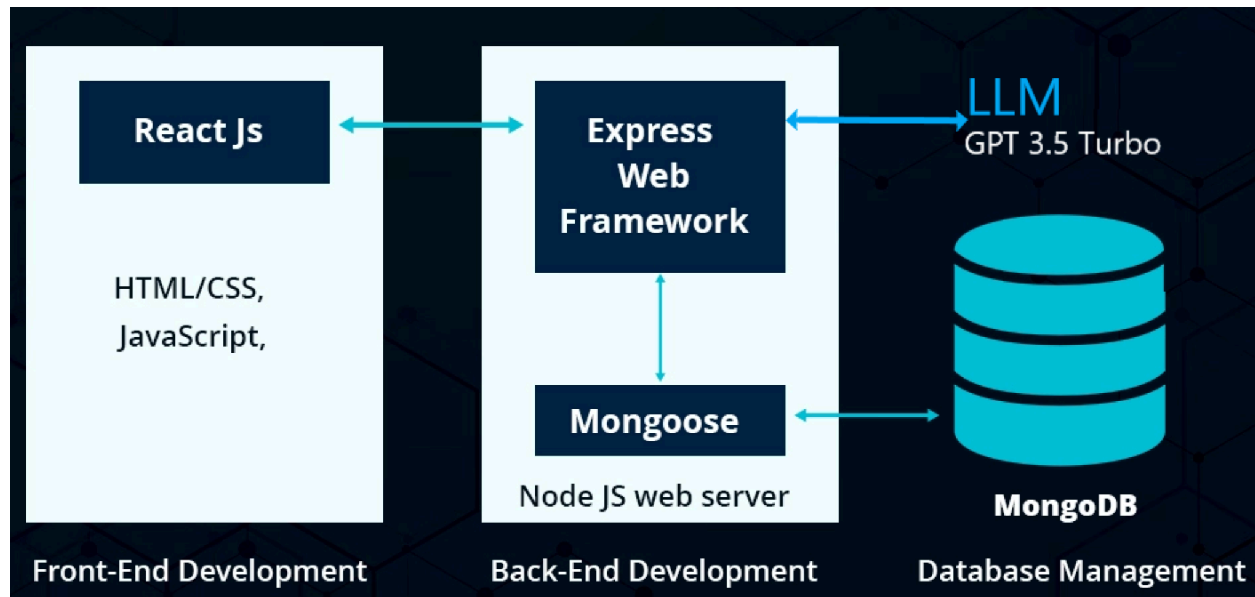 React Js
HTML/CSS,
JavaScript,
Front-End Development
Express
Web
Framework
Mongoose
Node JS web server
Back-End Development
LLM
GPT 3.5 Turbo
MongoDB
Database Management